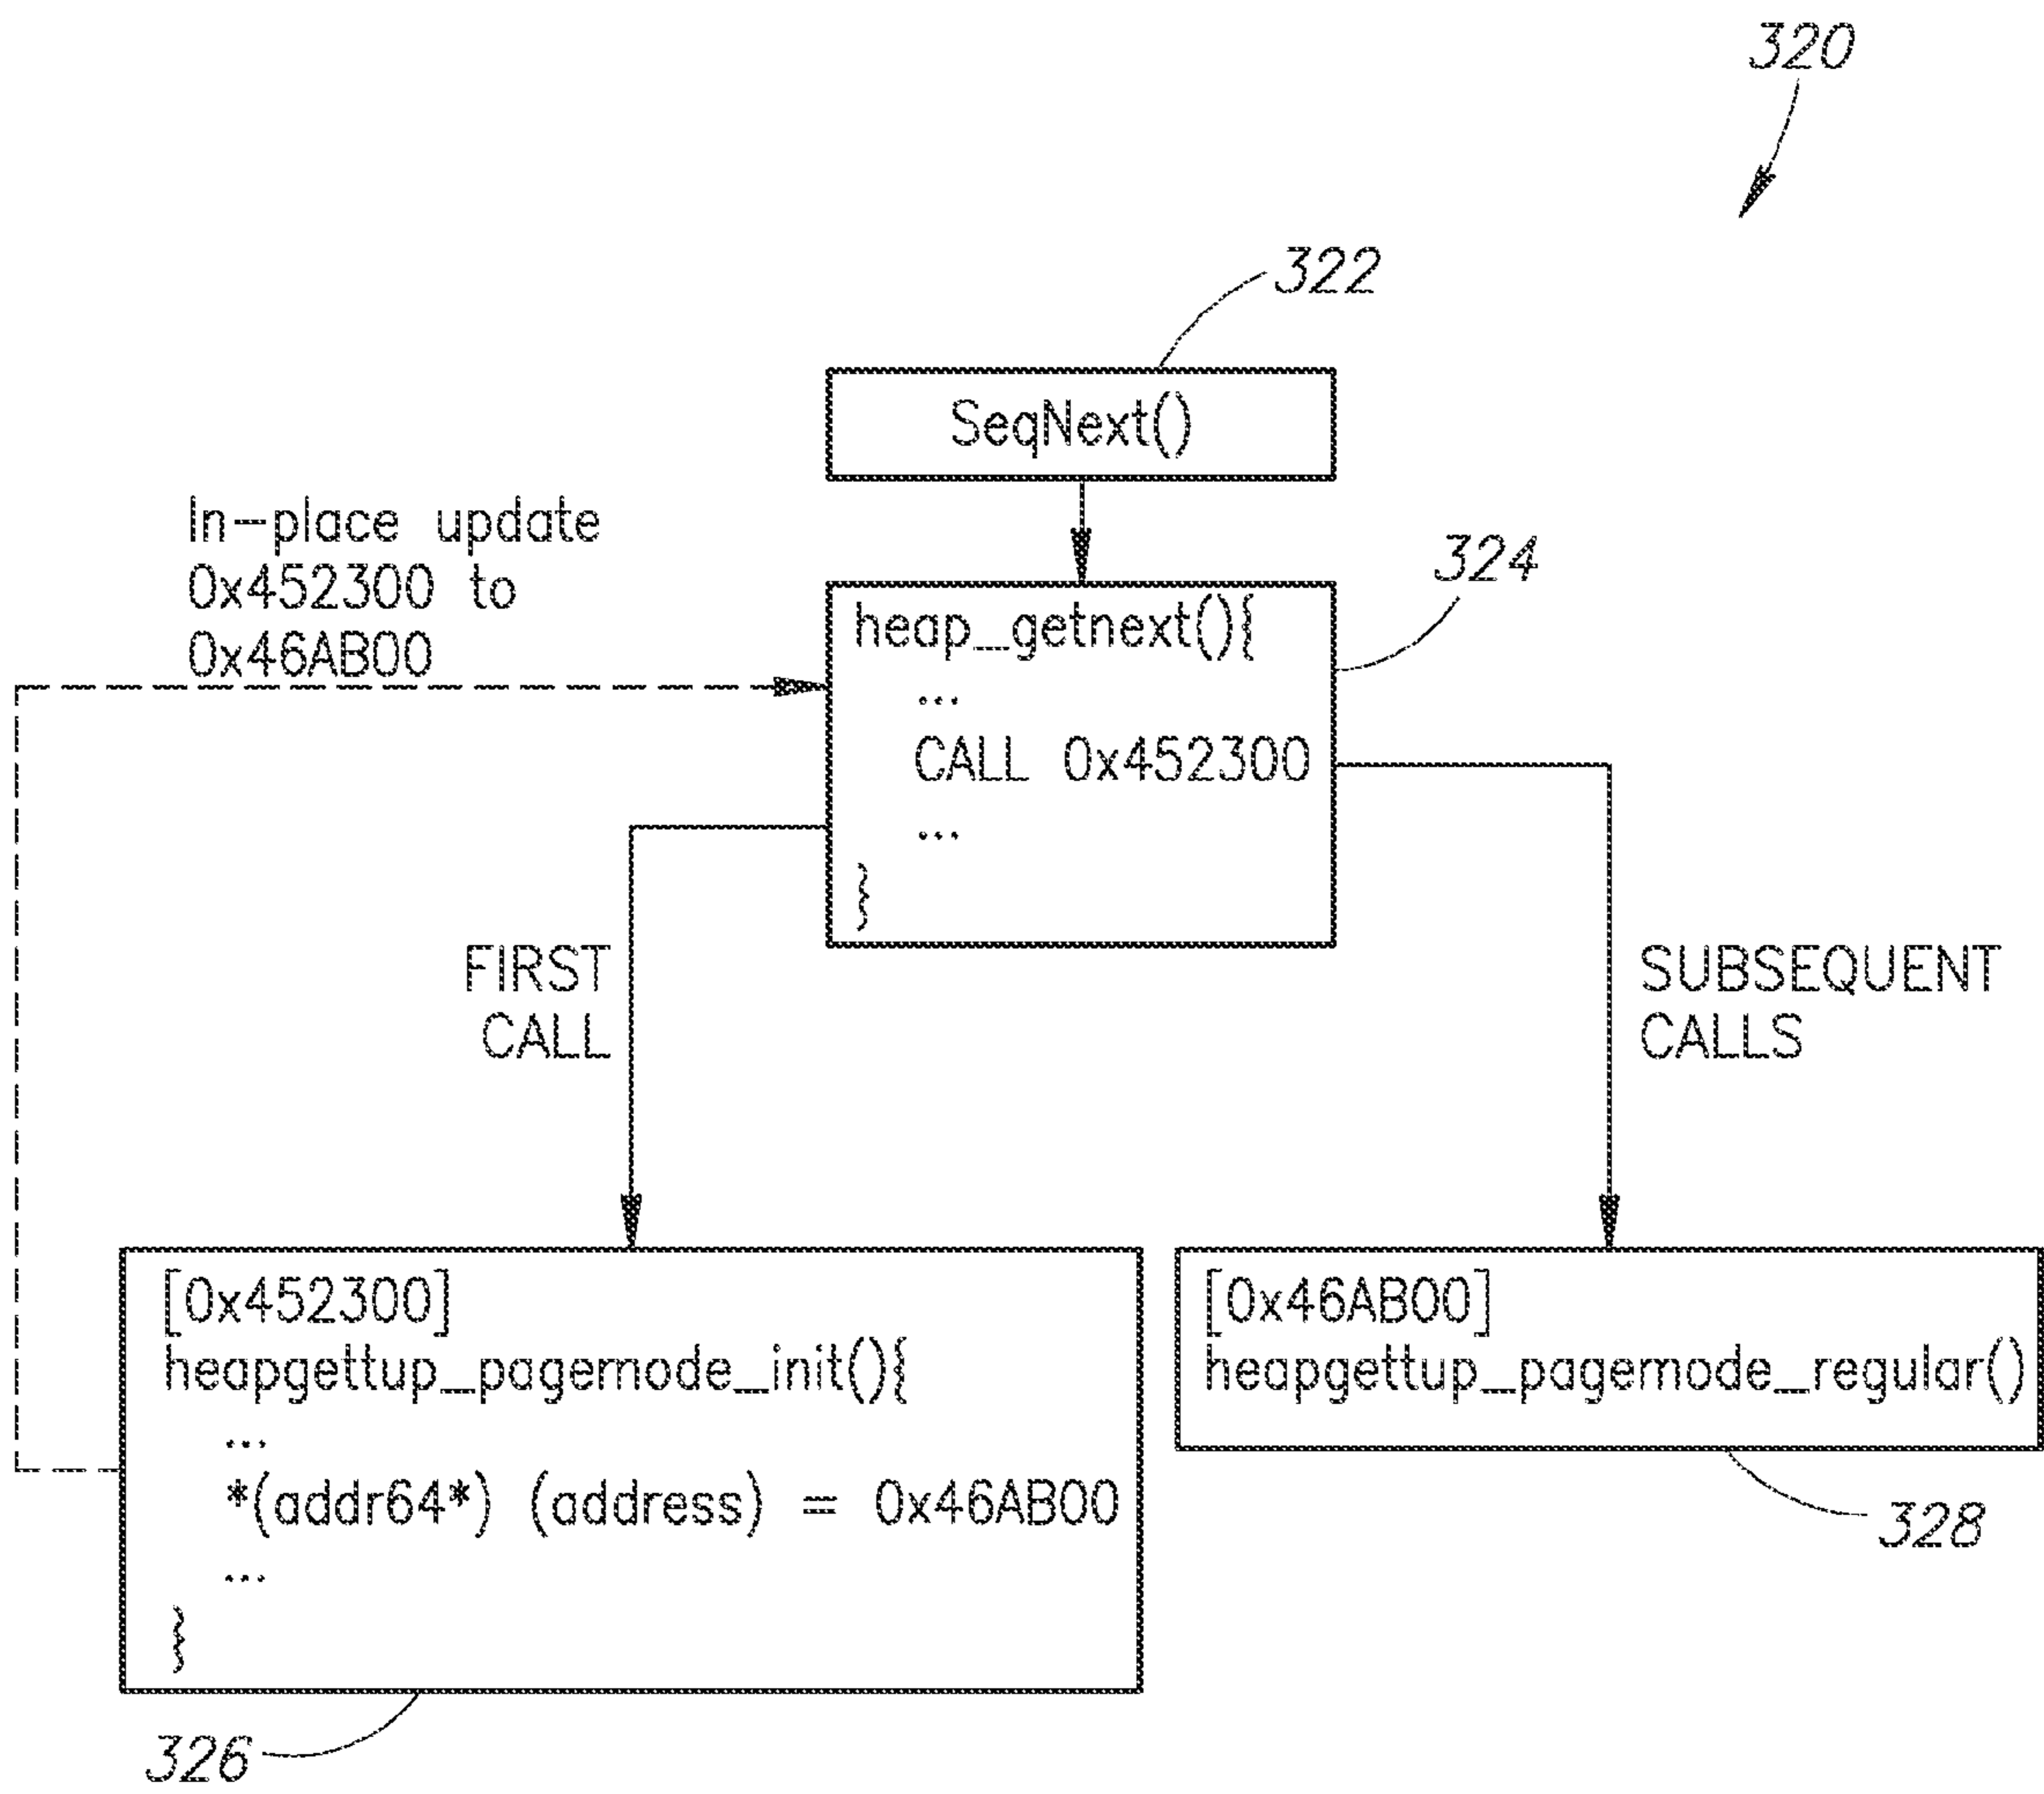 320
322
SeqNext()
In-place update
0x452300 to
0x46AB00
324
heap_getnext(){
...
CALL 0x452300
...
}
FIRST
CALL
SUBSEQUENT
CALLS
[0x452300]
heapgettup_pagemode_init(){
...
*(addr64*) (address) = 0x46AB00
...
}
326
[0x46AB00]
heapgettup_pagemode_regular()
328